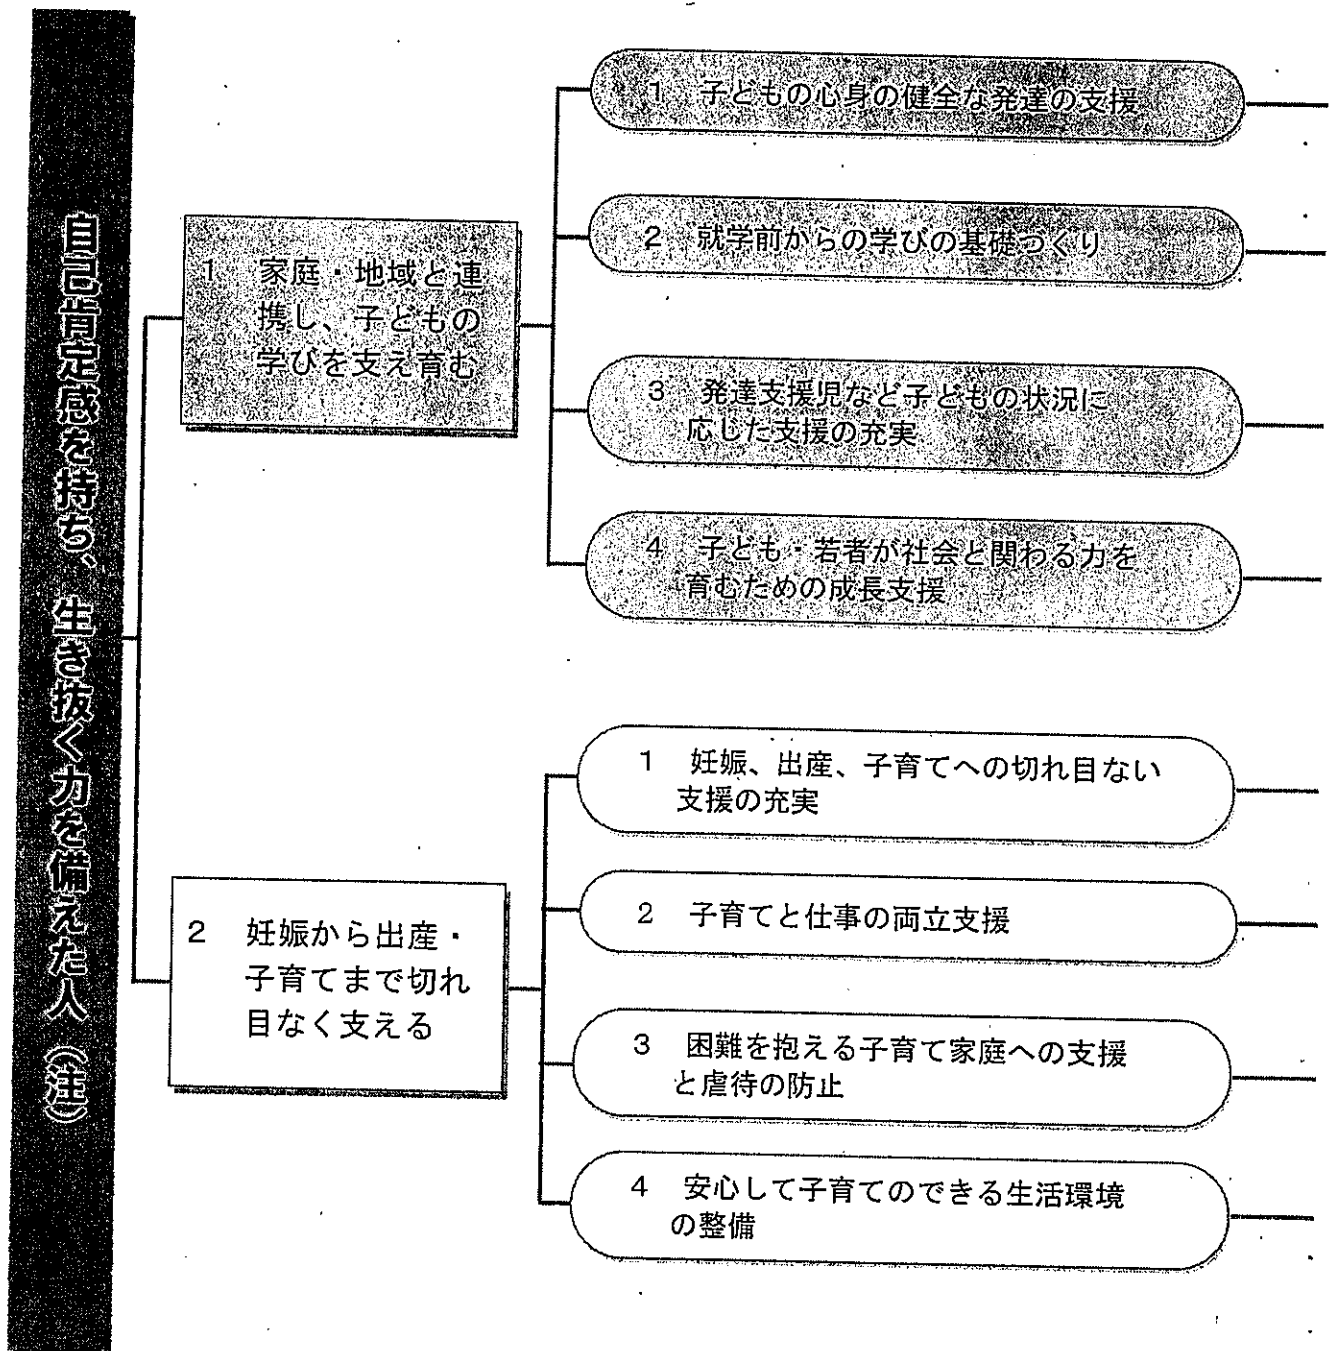 自己肯定感を持ち、生き抜く力を備えた人（注）
1　家庭・地域と連
携し、子どもの
学びを支え育む
1　子どもの心身の健全な発達の支援
2　就学前からの学びの基礎つくり
3　発達支援児など子どもの状況に
応した支援の充実
4　子ども・若者が社会と関わる力を
育むための成長支援
2　妊娠から出産・
子育てまで切れ
目なく支える
1　妊娠、出産、子育てへの切れ目ない
支援の充実
2　子育てと仕事の両立支援
3　困難を抱える子育て家庭への支援
と虐待の防止
4　安心して子育てのできる生活環境
の整備